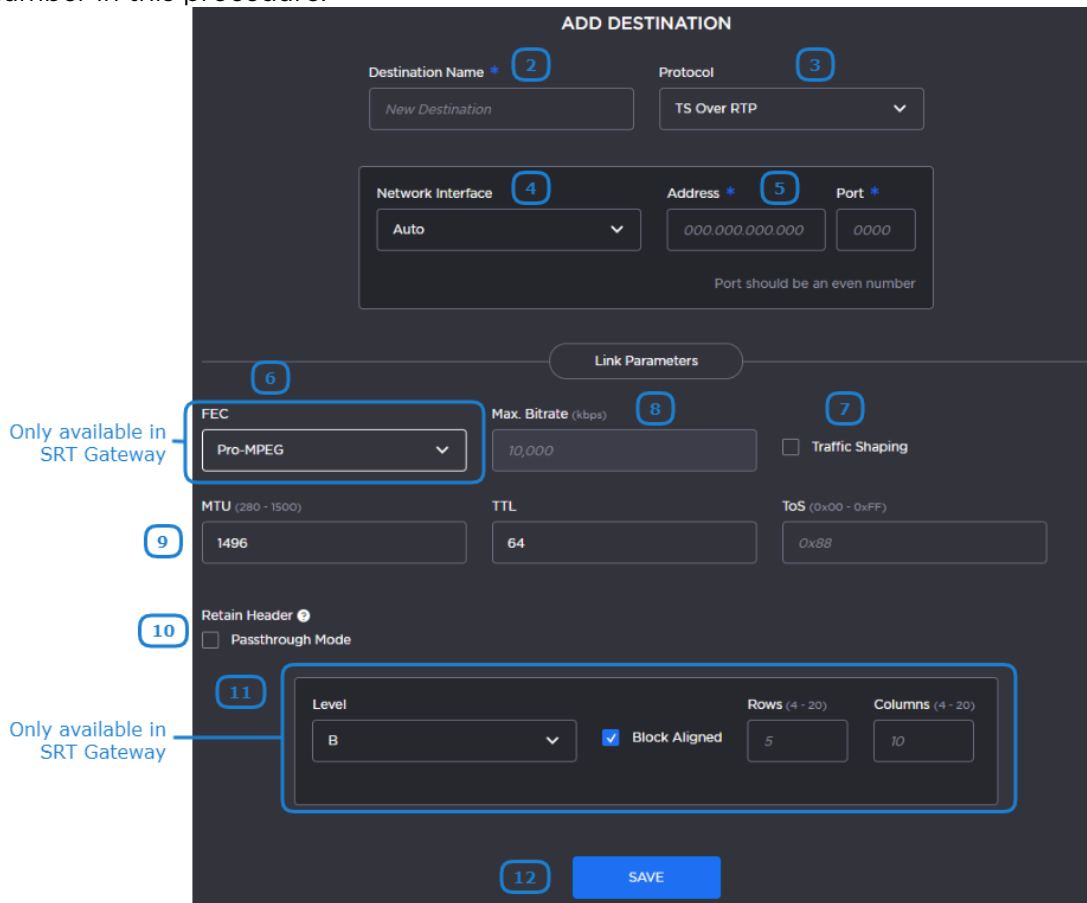 ADD DESTINATION
Destination Name * 2 Protocol 3
New Destination TS Over RTP
Network Interface 4 Address * 5 Port *
Auto 000.000.000.000 0000
Port should be an even number
Link Parameters
6
FEC Max. Bitrate (kbps) 8 7
Only available in
SRT Gateway
Pro-MPEG 10,000 Traffic Shaping
MTU (280 - 1500) TTL ToS (0x00 - 0xFF)
9 1496 64 0x88
Retain Header ?
10 Passthrough Mode
11
Level Rows (4 - 20) Columns (4 - 20)
Only available in
SRT Gateway
B Block Aligned 5 10
12 SAVE